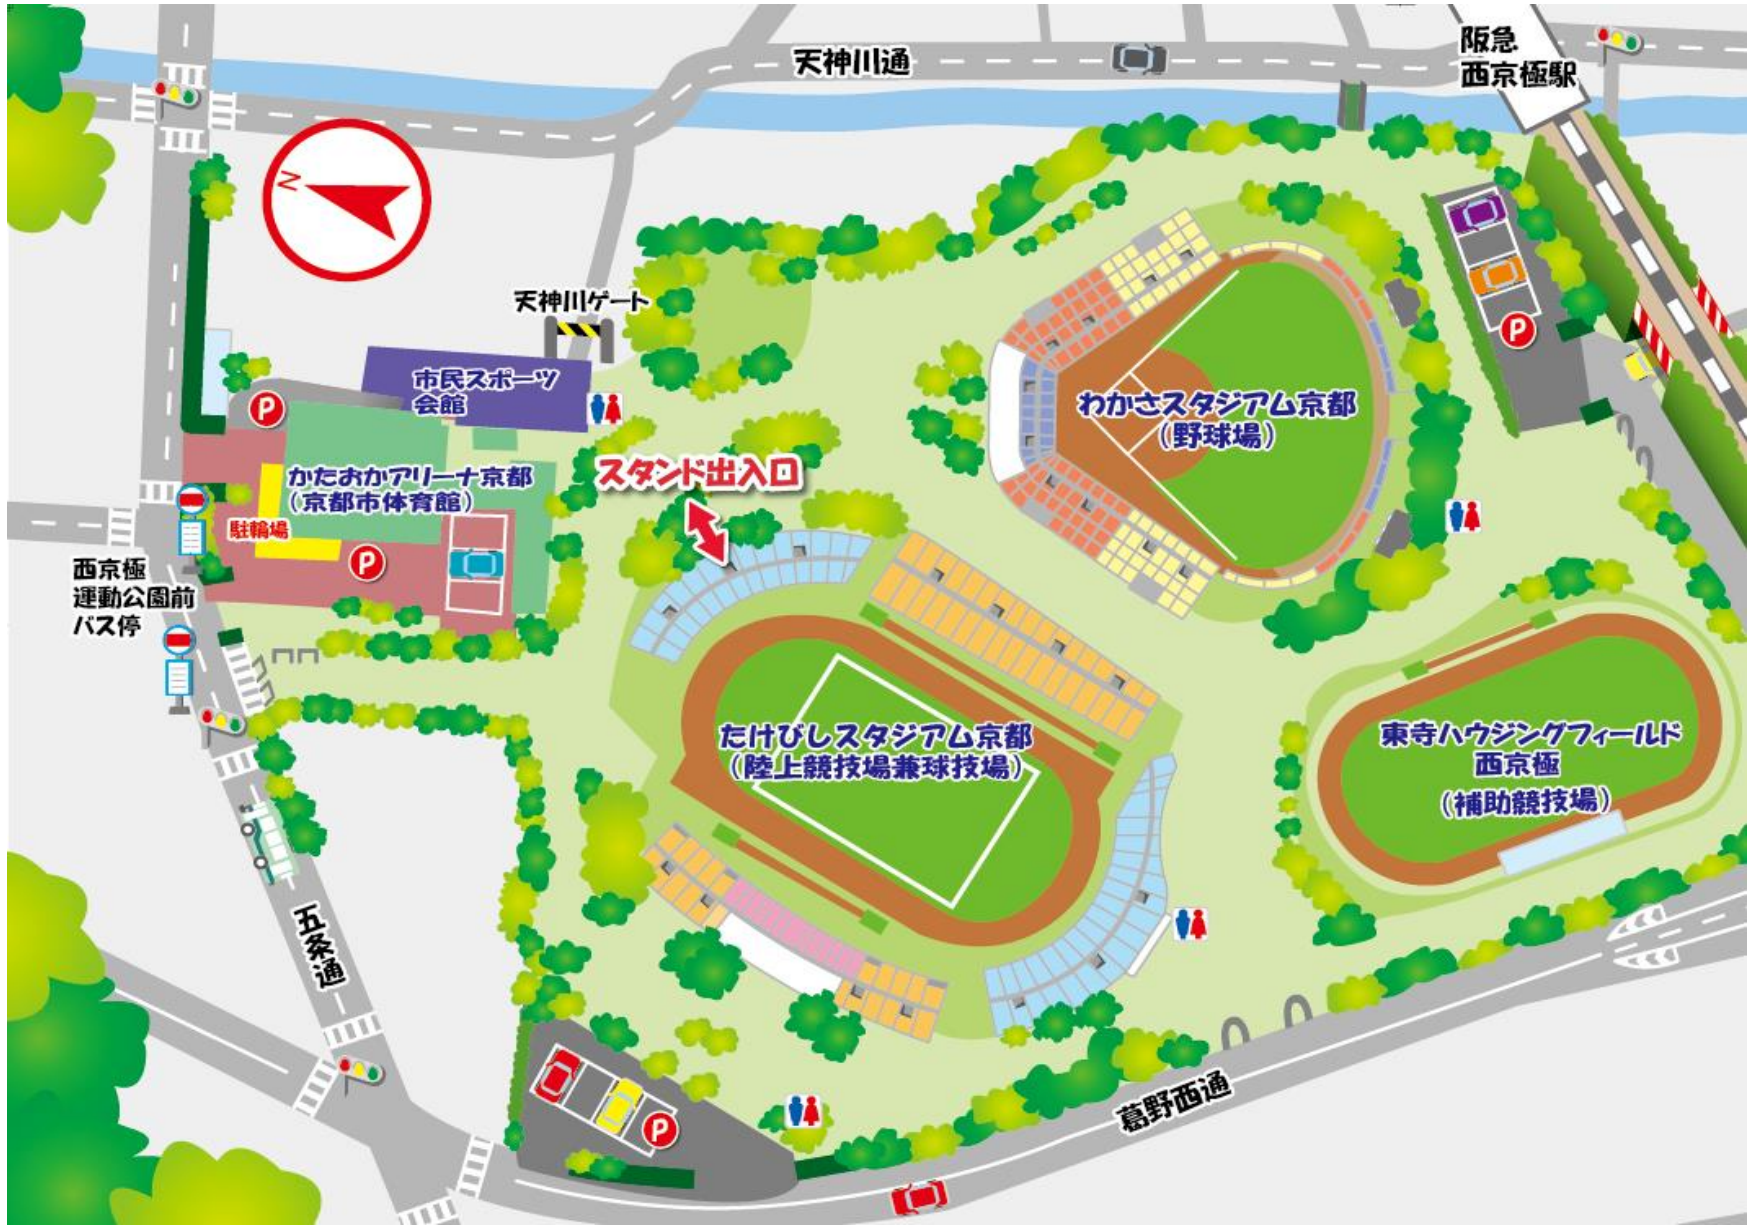 天神川通
阪急
西京極駅
N
天神川ゲート
市民スポーツ
会館
P
P
わかさスタジアム京都
(野球場)
かたおかアリーナ京都
(京都市体育館)
スタンド出入口
駐輪場
P
西京極
運動公園前
バス停
たけびしスタジアム京都
(陸上競技場兼球技場)
東寺ハウジングフィールド
西京極
(補助競技場)
五条通
葛野西通
P